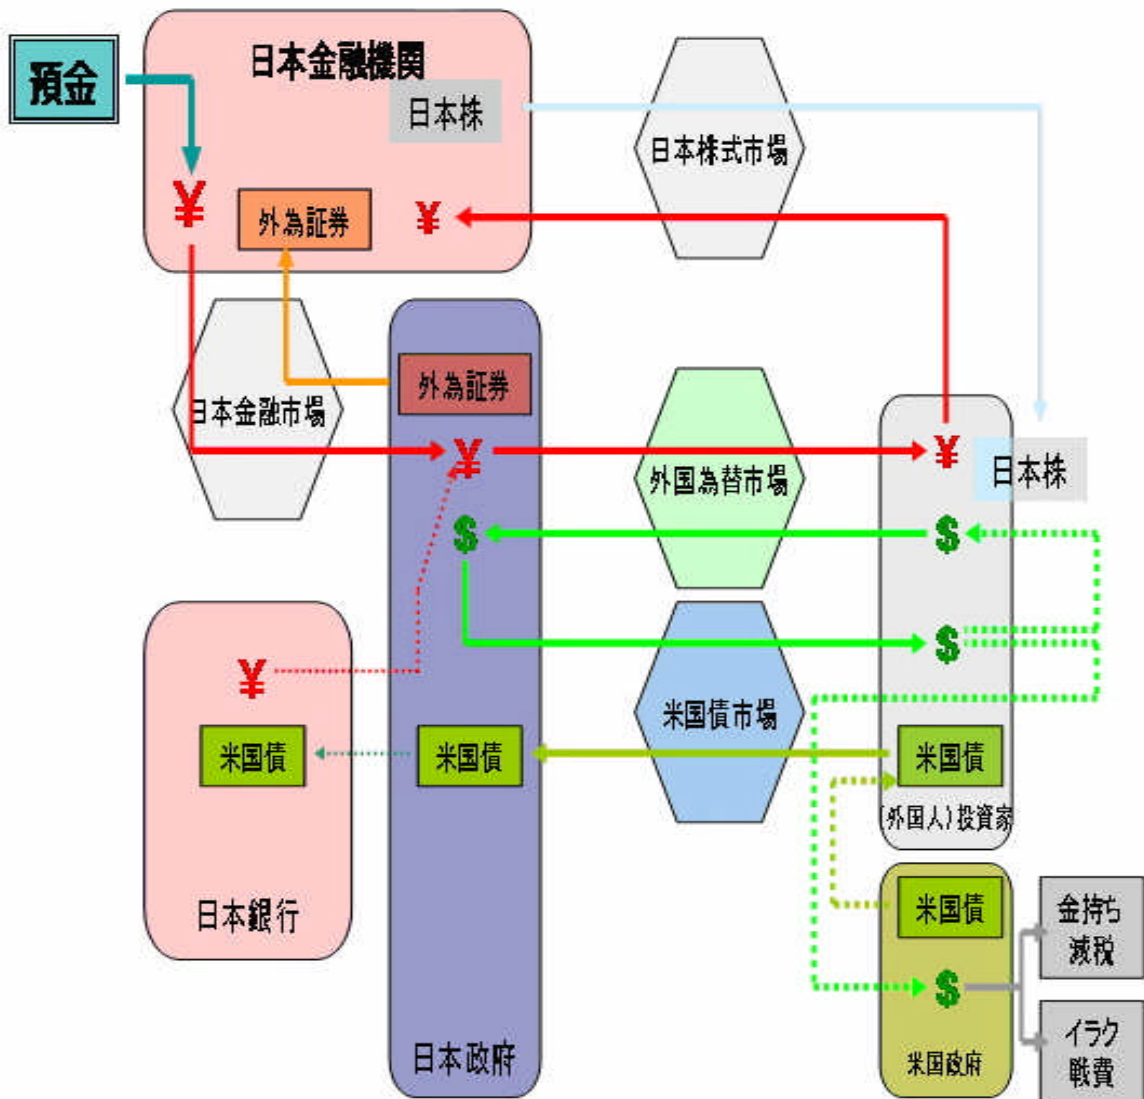 預金
日本金融機関
日本株
日本株式市場
¥
外為証券
¥
外為証券
日本金融市場
¥
外国為替市場
¥
日本株
$
$
¥
$
米国債市場
米国債
米国債
米国債
(外国人)投資家
日本銀行
米国債
金持ち
減税
$
日本政府
米国政府
イラク
戦費